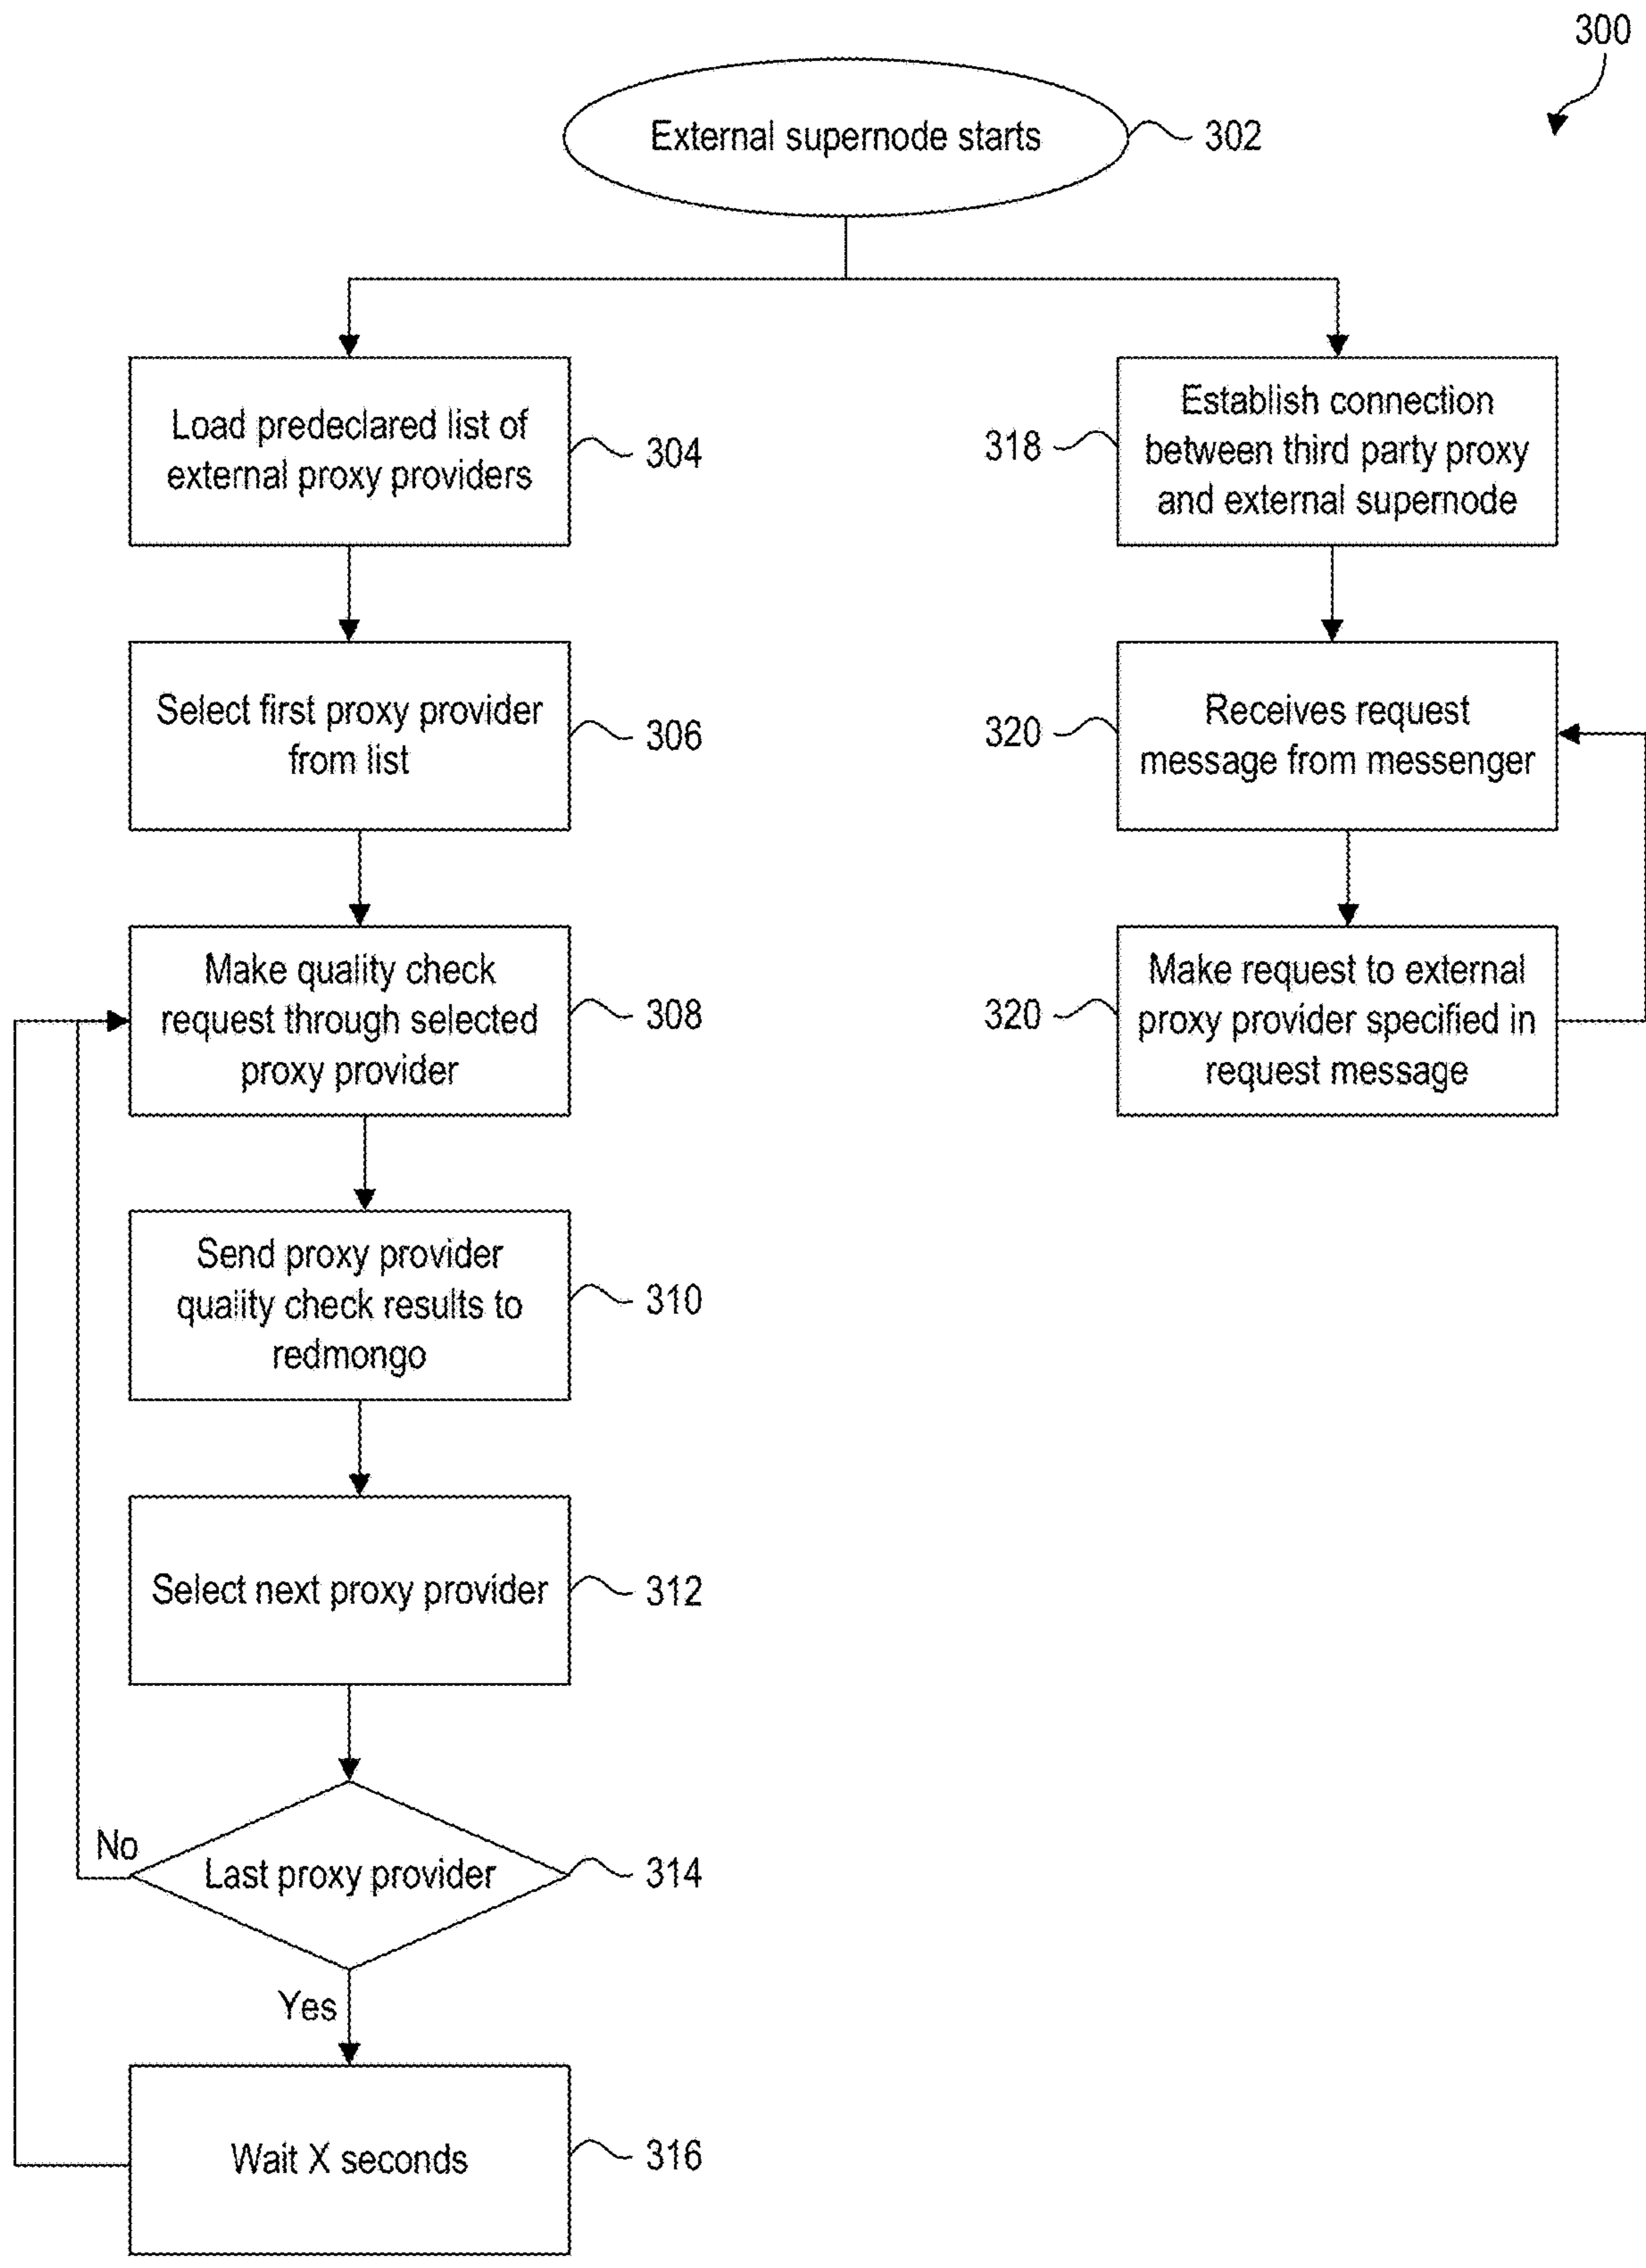 300
External supernode starts
302
Load predeclared list of
external proxy providers
304
Select first proxy provider
from list
306
Make quality check
request through selected
proxy provider
308
Send proxy provider
quality check results to
redmongo
310
Select next proxy provider
312
No
Last proxy provider
314
Yes
Wait X seconds
316
Establish connection
between third party proxy
and external supernode
318
Receives request
message from messenger
320
Make request to external
proxy provider specified in
request message
320